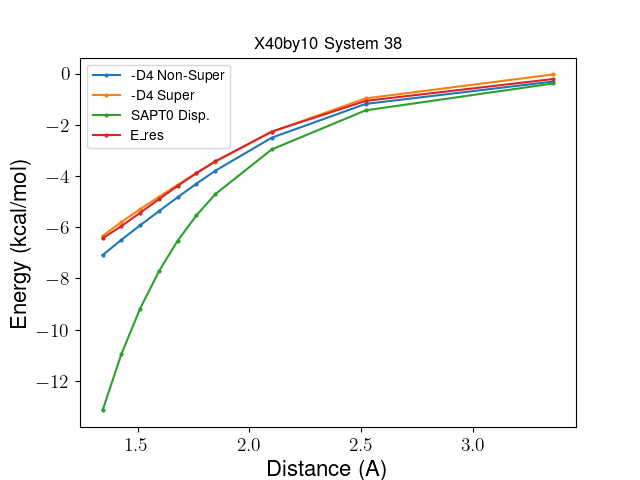 X40by10 System 38
-D4 Non-Super
-D4 Super
SAPT0 Disp.
E_res
Energy (kcal/mol)
0
−2
−4
−6
−8
−10
−12
1.5 2.0 2.5 3.0
Distance (A)